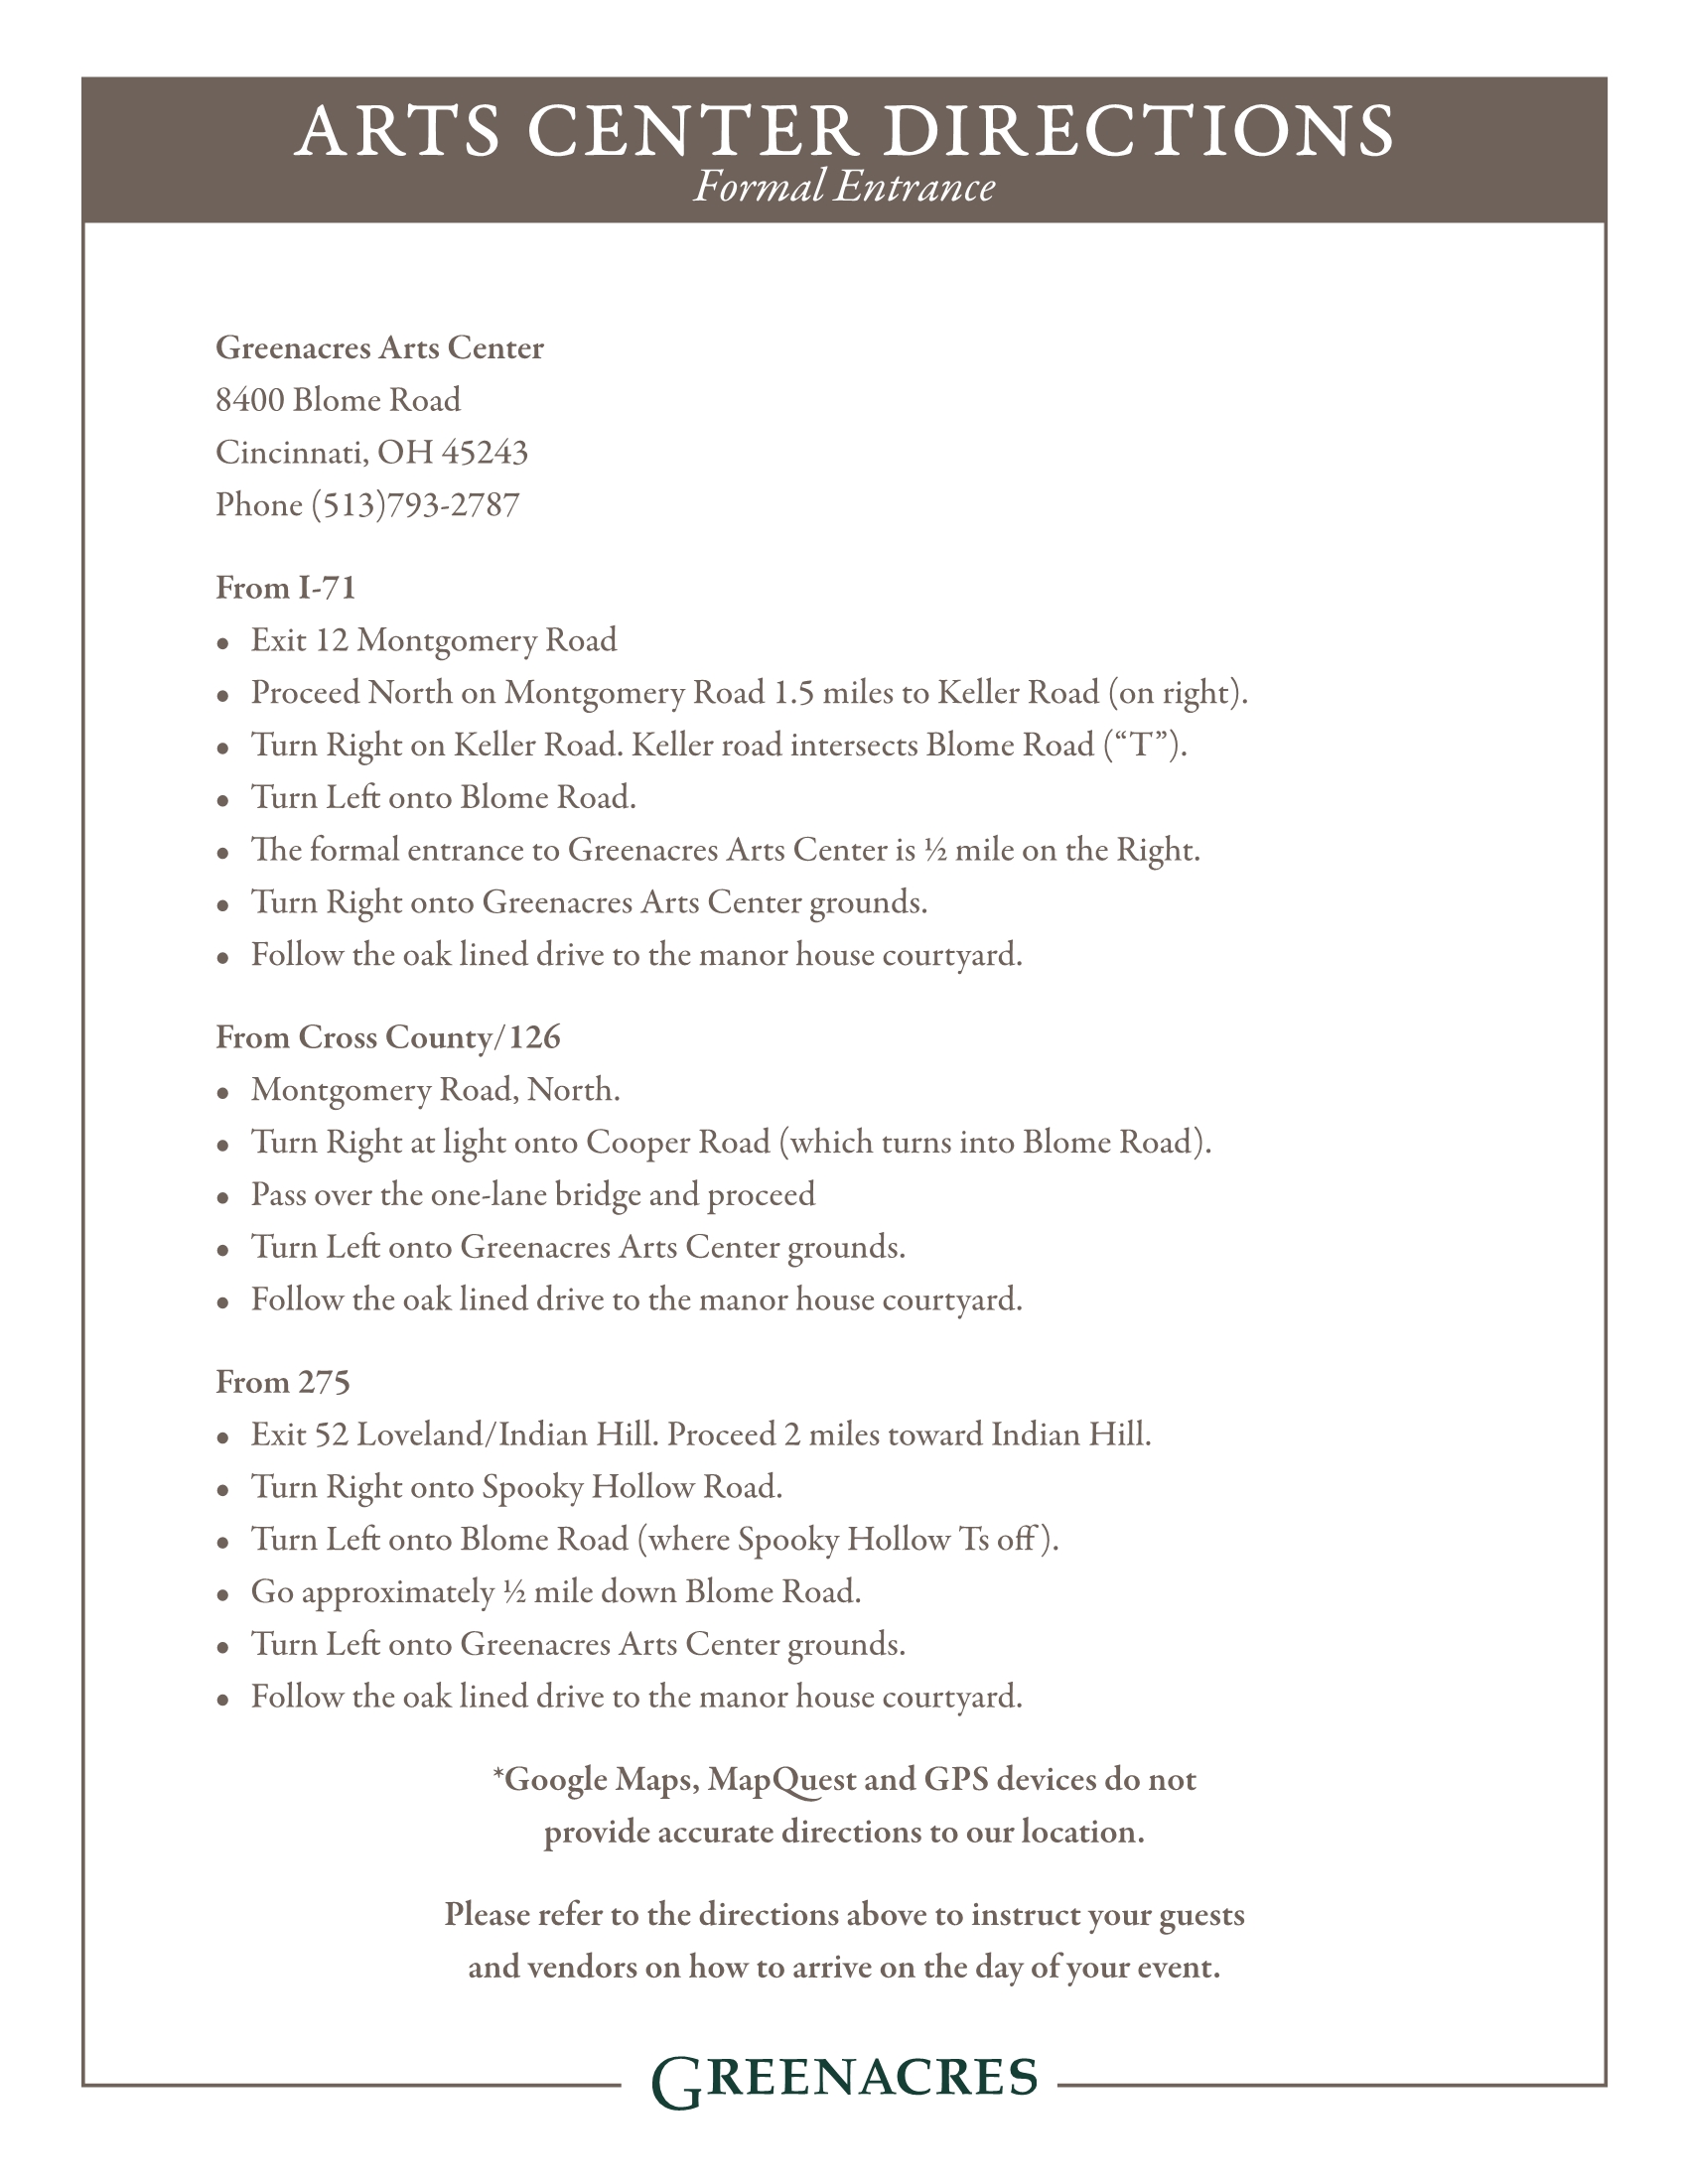 ARTS CENTER DIRECTIONS
Formal Entrance
Greenacres Arts Center
8400 Blome Road
Cincinnati, OH 45243
Phone (513)793-2787
From I-71
• Exit 12 Montgomery Road
• Proceed North on Montgomery Road 1.5 miles to Keller Road (on right).
• Turn Right on Keller Road. Keller road intersects Blome Road (“T”).
• Turn Left onto Blome Road.
• The formal entrance to Greenacres Arts Center is ½ mile on the Right.
• Turn Right onto Greenacres Arts Center grounds.
• Follow the oak lined drive to the manor house courtyard.
From Cross County/126
• Montgomery Road, North.
• Turn Right at light onto Cooper Road (which turns into Blome Road).
• Pass over the one-lane bridge and proceed
• Turn Left onto Greenacres Arts Center grounds.
• Follow the oak lined drive to the manor house courtyard.
From 275
• Exit 52 Loveland/Indian Hill. Proceed 2 miles toward Indian Hill.
• Turn Right onto Spooky Hollow Road.
• Turn Left onto Blome Road (where Spooky Hollow Ts off).
• Go approximately ½ mile down Blome Road.
• Turn Left onto Greenacres Arts Center grounds.
• Follow the oak lined drive to the manor house courtyard.
*Google Maps, MapQuest and GPS devices do not
provide accurate directions to our location.
Please refer to the directions above to instruct your guests
and vendors on how to arrive on the day of your event.
GREENACRES